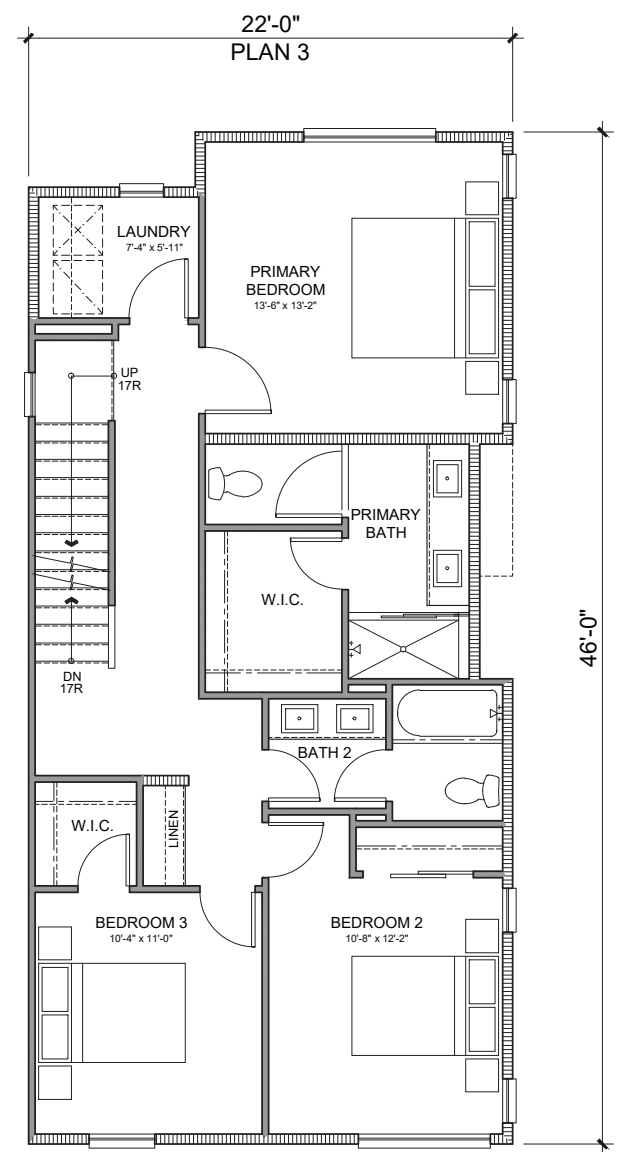 22'-0"
PLAN 3
LAUNDRY
7'-4" x 5'-11"
PRIMARY
BEDROOM
13'-6" x 13'-2"
UP
17R
PRIMARY
BATH
W.I.C.
46'-0"
DN
17R
BATH 2
W.I.C.
LINEN
BEDROOM 3
10'-4" x 11'-0"
BEDROOM 2
10'-8" x 12'-2"